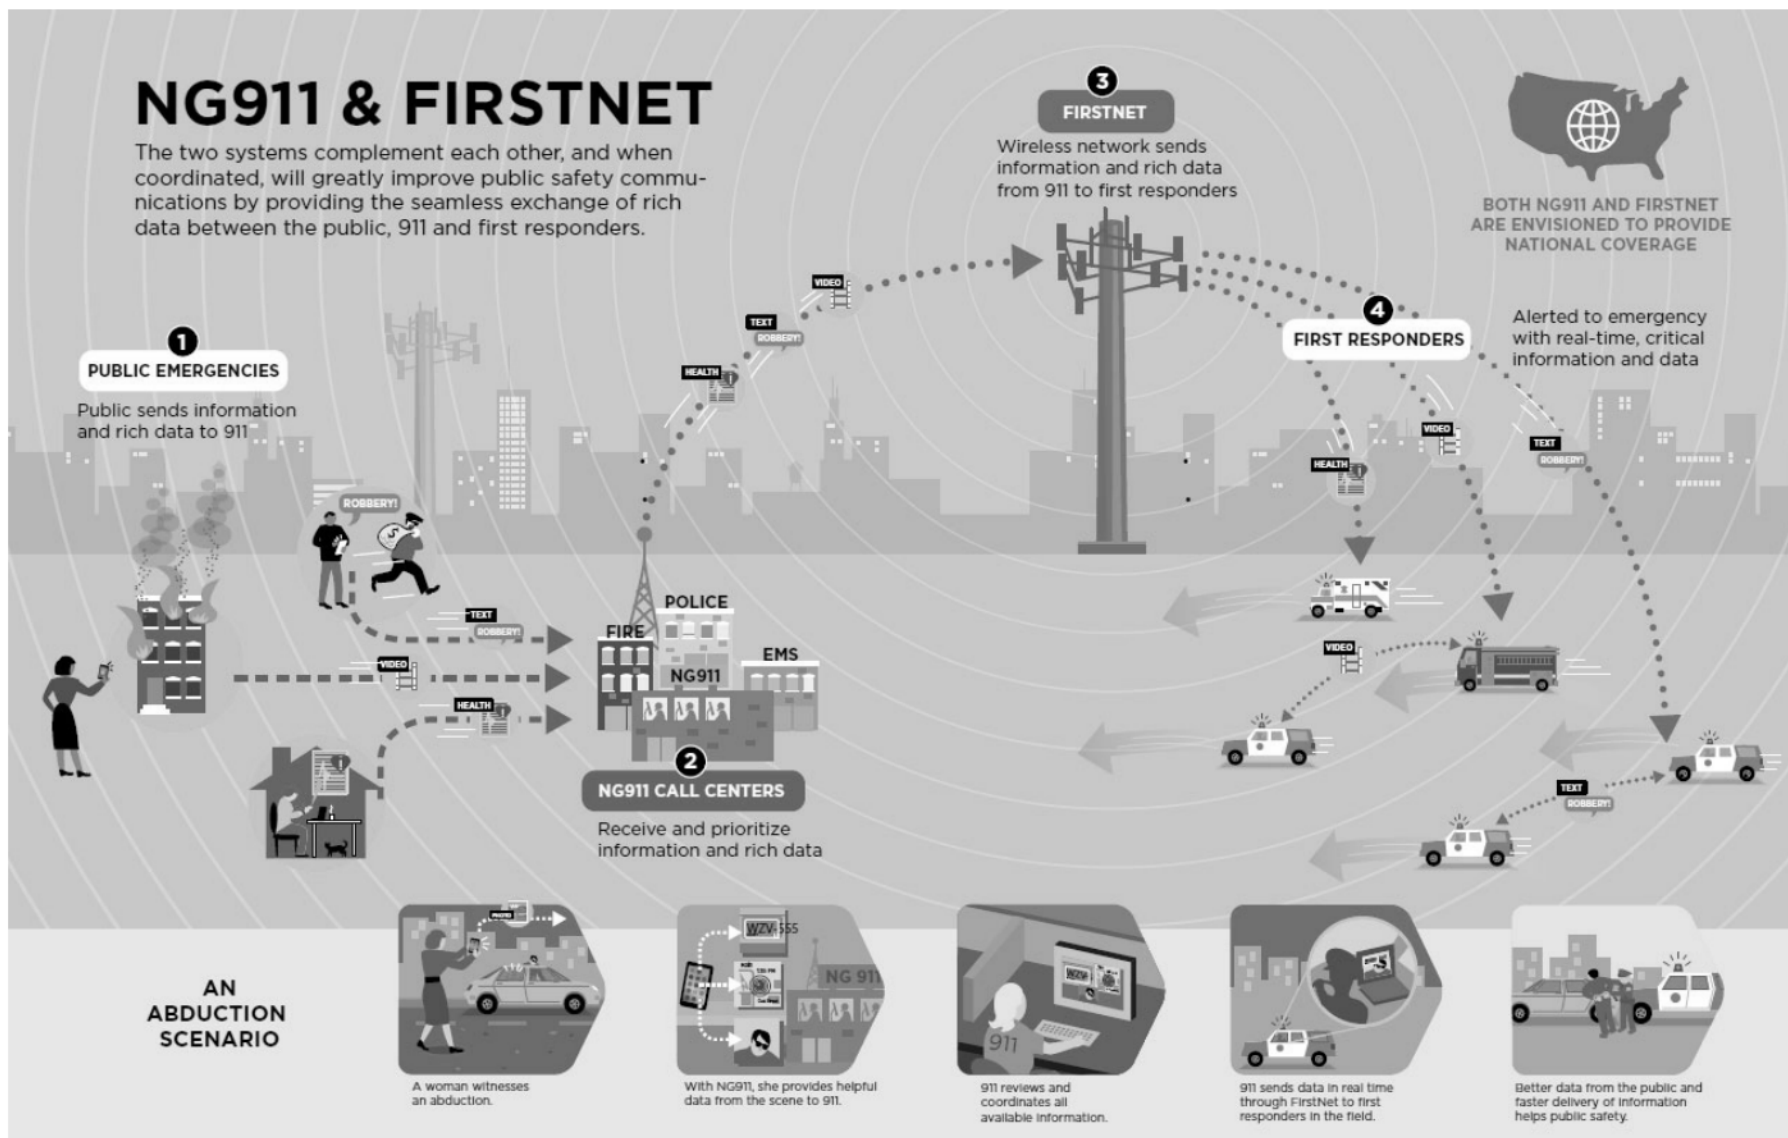 NG911 & FIRSTNET
The two systems complement each other, and when
coordinated, will greatly improve public safety commu-
nications by providing the seamless exchange of rich
data between the public, 911 and first responders.
3
FIRSTNET
Wireless network sends
information and rich data
from 911 to first responders
BOTH NG911 AND FIRSTNET
ARE ENVISIONED TO PROVIDE
NATIONAL COVERAGE
1
PUBLIC EMERGENCIES
Public sends information
and rich data to 911
VIDEO
TEXT
ROBBERY!
HEALTH
4
FIRST RESPONDERS
Alerted to emergency
with real-time, critical
information and data
VIDEO
TEXT
ROBBERY!
HEALTH
ROBBERY!
$
TEXT
ROBBERY!
VIDEO
HEALTH
POLICE
FIRE
EMS
NG911
2
NG911 CALL CENTERS
Receive and prioritize
information and rich data
VIDEO
TEXT
ROBBERY!
AN
ABDUCTION
SCENARIO
PHOTO
A woman witnesses
an abduction.
WZV-555
NG 911
With NG911, she provides helpful
data from the scene to 911.
WZV
911
911 reviews and
coordinates all
available information.
911 sends data in real time
through FirstNet to first
responders in the field.
Better data from the public and
faster delivery of information
helps public safety.